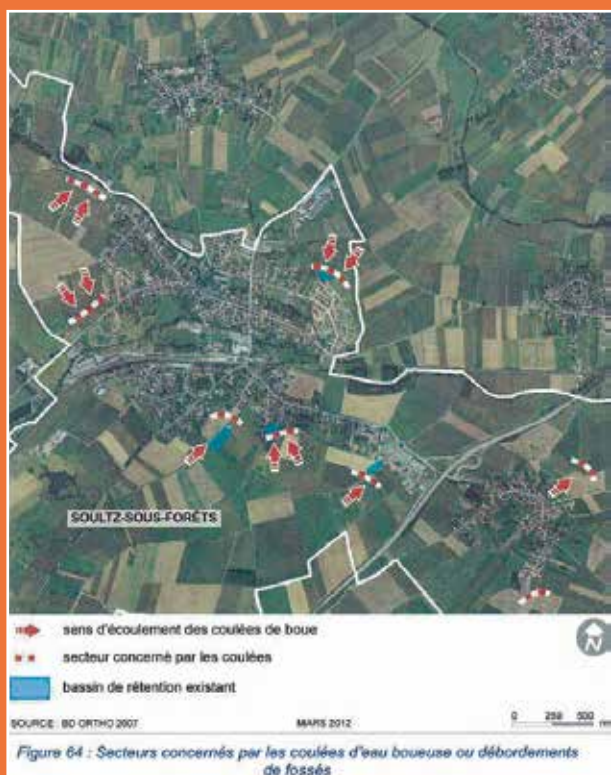 SOULTZ-SOUS-FORÊTS
sens d'écoulement des coulées de boue
secteur concerné par les coulées
bassin de rétention existant
N
SOURCE : BD ORTHO 2007 MARS 2012 0 250 500 m
Figure 64 : Secteurs concernés par les coulées d'eau boueuse ou débordements
de fossés